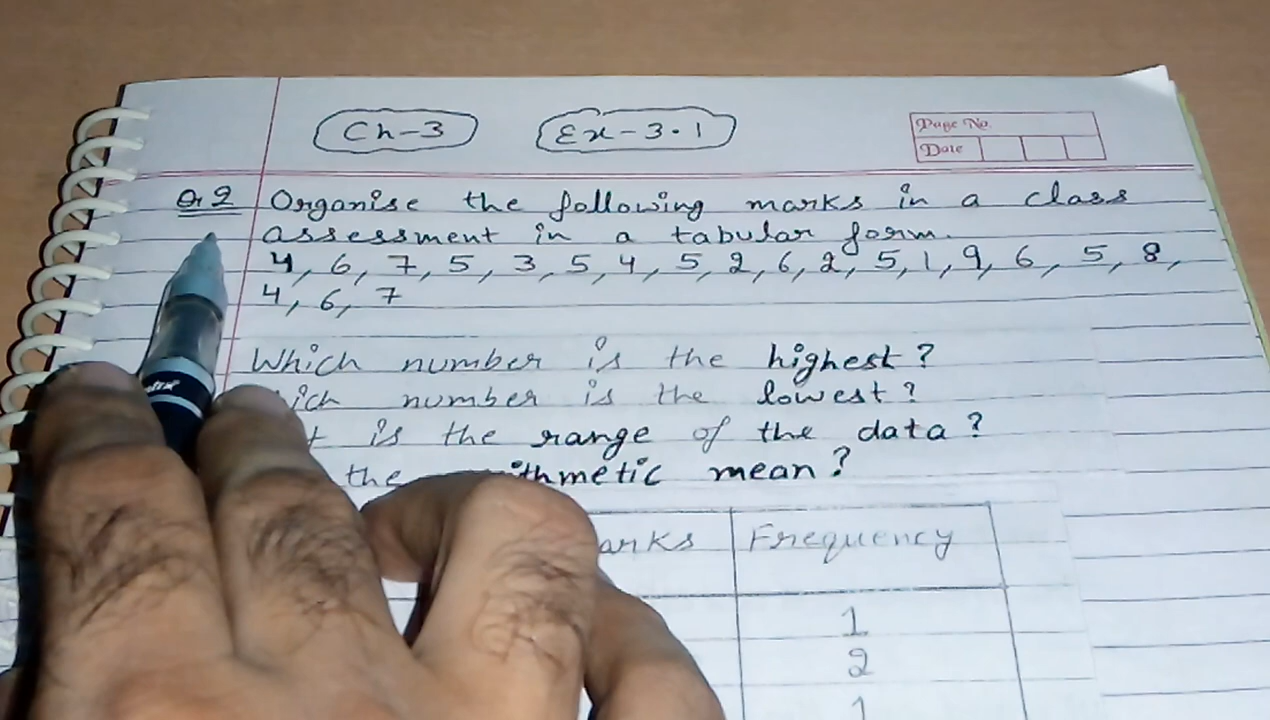 Ch-3 Ex-3.1
Page No.
Date
Q.2 Organise the following marks in a class
assessment in a tabular form.
4, 6, 7, 5, 3, 5, 4, 5, 2, 6, 2, 5, 1, 9, 6, 5, 8,
4, 6, 7
Which number is the highest?
number is the lowest?
is the range of the data?
the mean?
Frequency
1
2
1